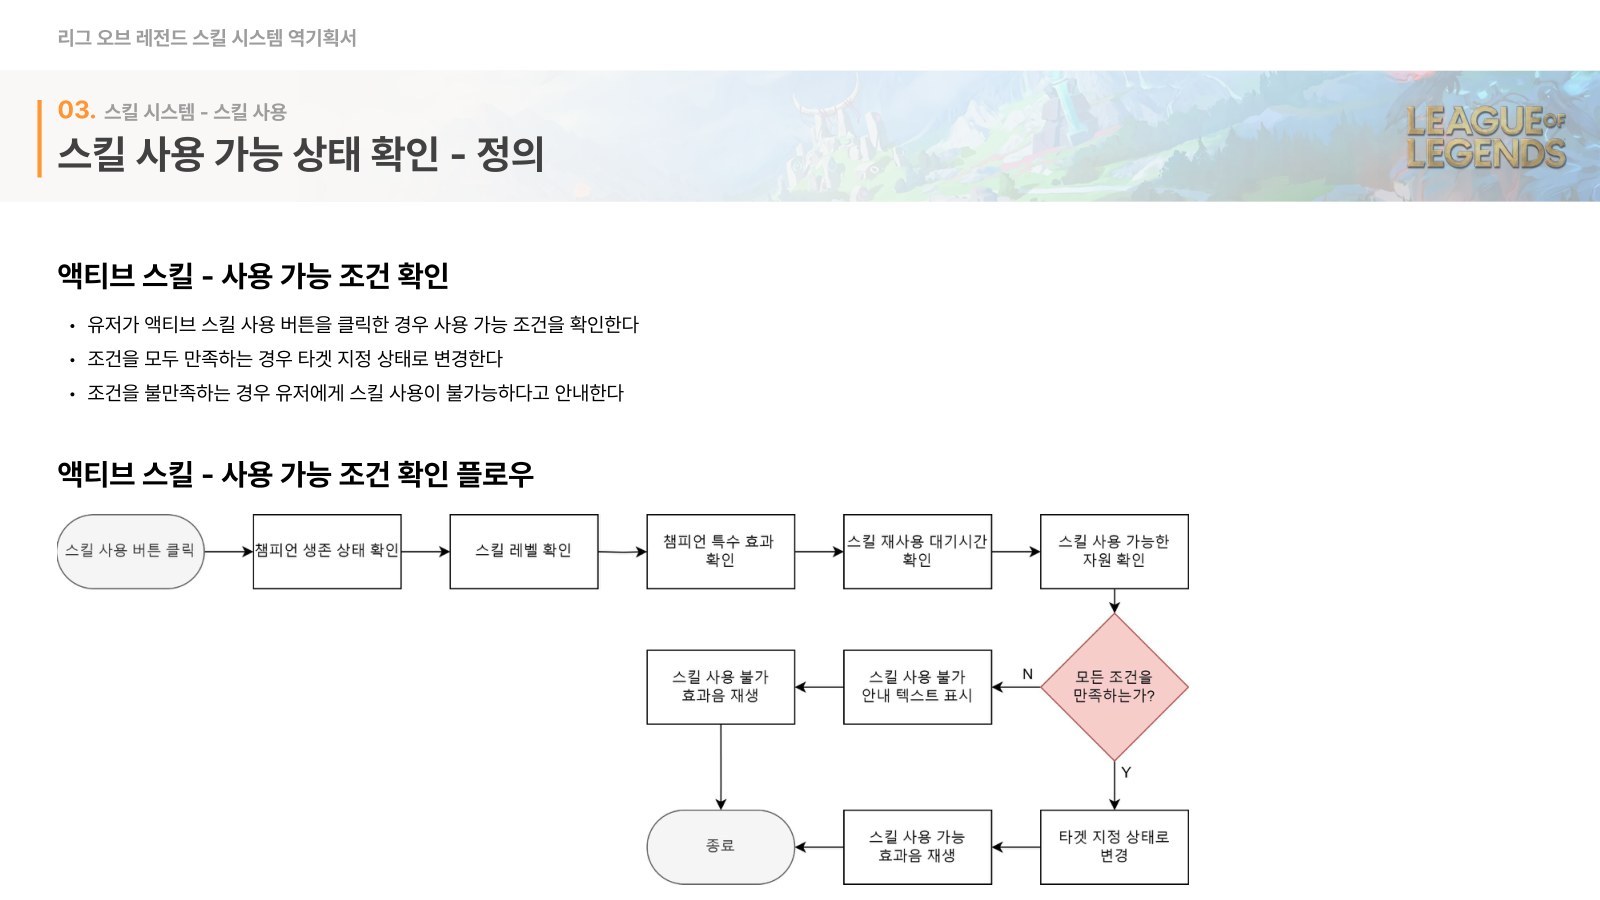 리그 오브 레전드 스킬 시스템 역기획서
03. 스킬 시스템 - 스킬 사용
스킬 사용 가능 상태 확인 - 정의
LEAGUE OF
LEGENDS
액티브 스킬 - 사용 가능 조건 확인
• 유저가 액티브 스킬 사용 버튼을 클릭한 경우 사용 가능 조건을 확인한다
• 조건을 모두 만족하는 경우 타겟 지정 상태로 변경한다
• 조건을 불만족하는 경우 유저에게 스킬 사용이 불가능하다고 안내한다
액티브 스킬 - 사용 가능 조건 확인 플로우
스킬 사용 버튼 클릭
챔피언 생존 상태 확인
스킬 레벨 확인
챔피언 특수 효과
확인
스킬 재사용 대기시간
확인
스킬 사용 가능한
자원 확인
모든 조건을
만족하는가?
N
스킬 사용 불가
안내 텍스트 표시
스킬 사용 불가
효과음 재생
Y
타겟 지정 상태로
변경
스킬 사용 가능
효과음 재생
종료